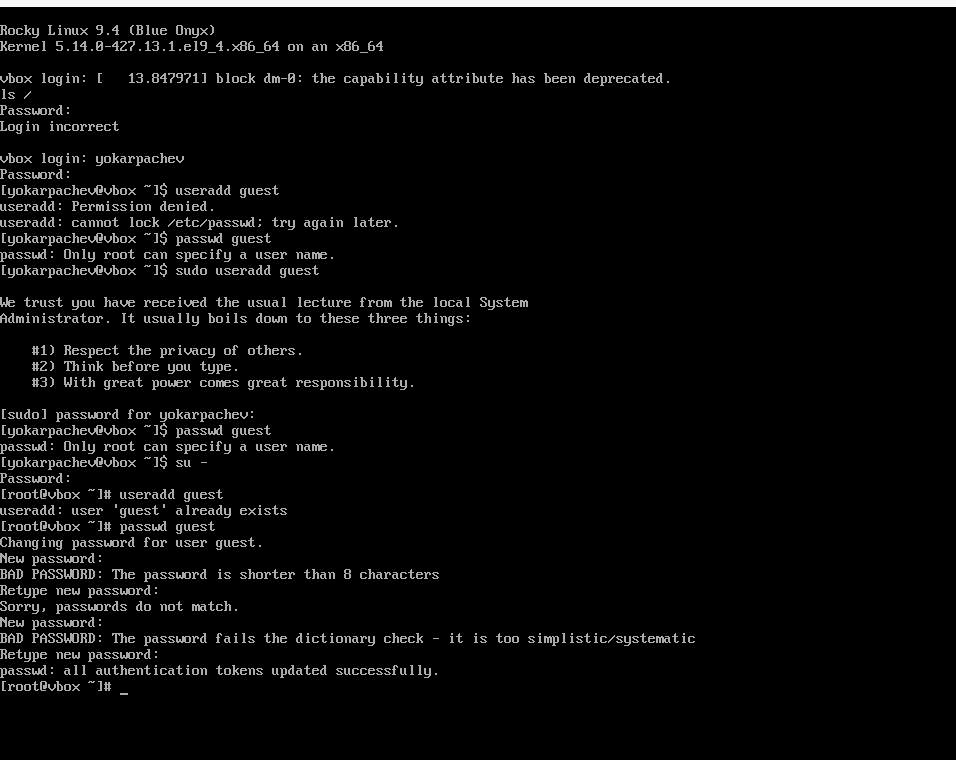 Rocky Linux 9.4 (Blue Onyx)
Kernel 5.14.0-427.13.1.el9_4.x86_64 on an x86_64
vbox login: [   13.847971] block dm-0: the capability attribute has been deprecated.
ls /
Password:
Login incorrect
vbox login: yokarpachev
Password:
[yokarpachev@vbox ~]$ useradd guest
useradd: Permission denied.
useradd: cannot lock /etc/passwd; try again later.
[yokarpachev@vbox ~]$ passwd guest
passwd: Only root can specify a user name.
[yokarpachev@vbox ~]$ sudo useradd guest
We trust you have received the usual lecture from the local System
Administrator. It usually boils down to these three things:
    #1) Respect the privacy of others.
    #2) Think before you type.
    #3) With great power comes great responsibility.
[sudo] password for yokarpachev:
[yokarpachev@vbox ~]$ passwd guest
passwd: Only root can specify a user name.
[yokarpachev@vbox ~]$ su -
Password:
[root@vbox ~]# useradd guest
useradd: user 'guest' already exists
[root@vbox ~]# passwd guest
Changing password for user guest.
New password:
BAD PASSWORD: The password is shorter than 8 characters
Retype new password:
Sorry, passwords do not match.
New password:
BAD PASSWORD: The password fails the dictionary check - it is too simplistic/systematic
Retype new password:
passwd: all authentication tokens updated successfully.
[root@vbox ~]# _